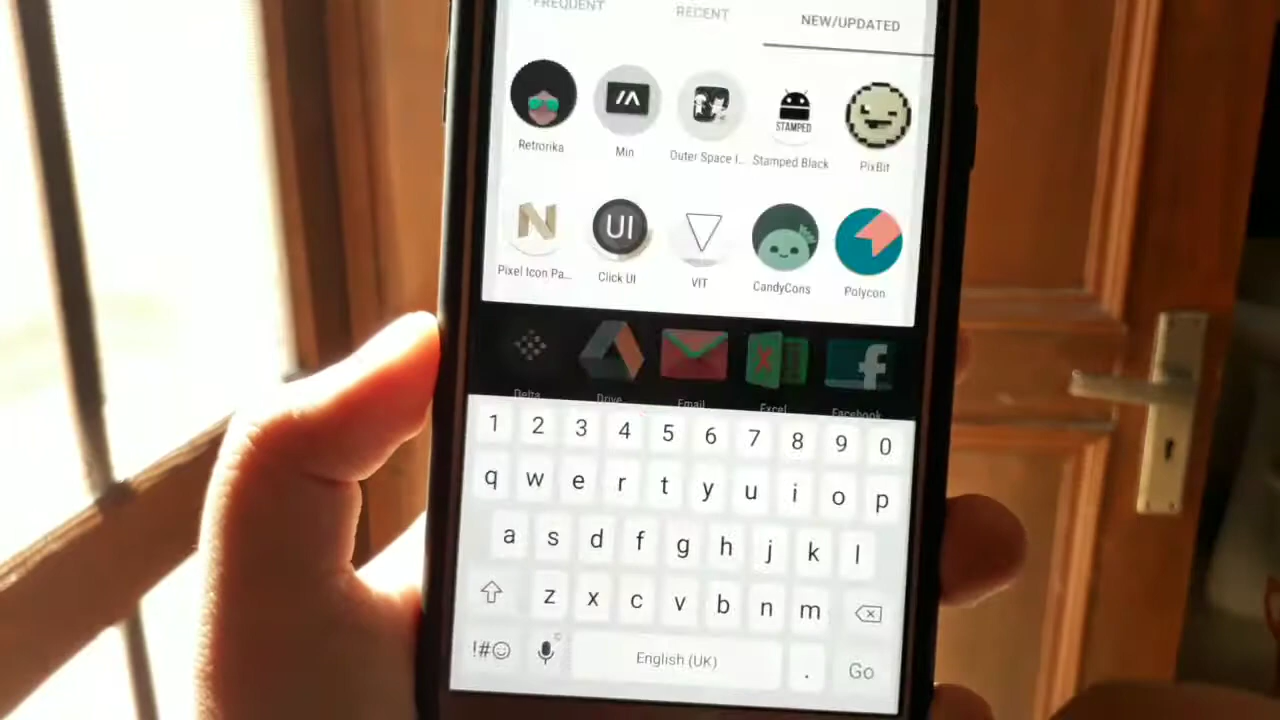 FREQUENT RECENT NEW/UPDATED
STAMPED
Retrorika Min Outer Space I... Stamped Black PixBit
N UI
Pixel Icon Pa... Click UI VIT CandyCons Polycon
X f
Delta Drive Email Excel Facebook
1 2 3 4 5 6 7 8 9 0
q w e r t y u i o p
a s d f g h j k l
z x c v b n m
!#☺ English (UK) . Go